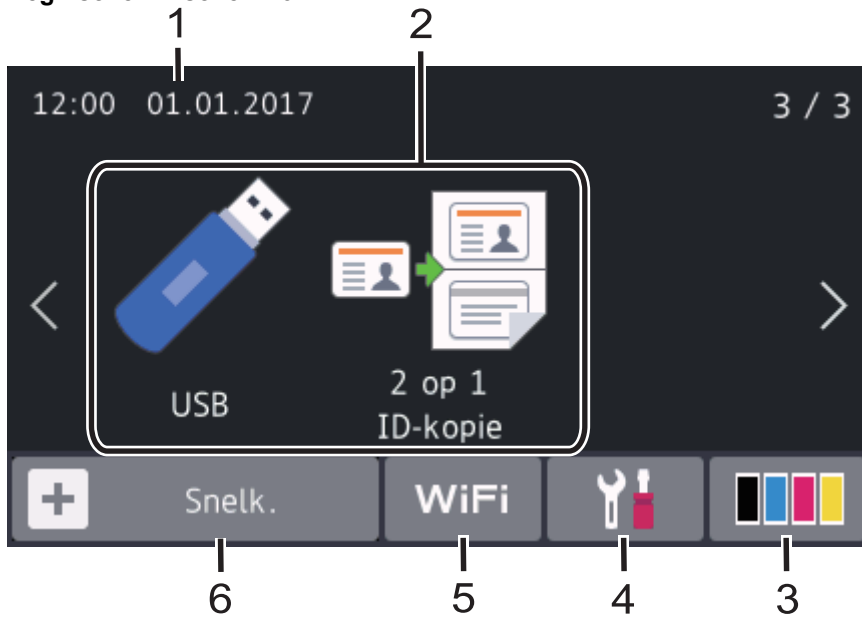 1 2
12:00 01.01.2017 3 / 3
USB
2 op 1
ID-kopie
Snelk. WiFi
6 5 4 3